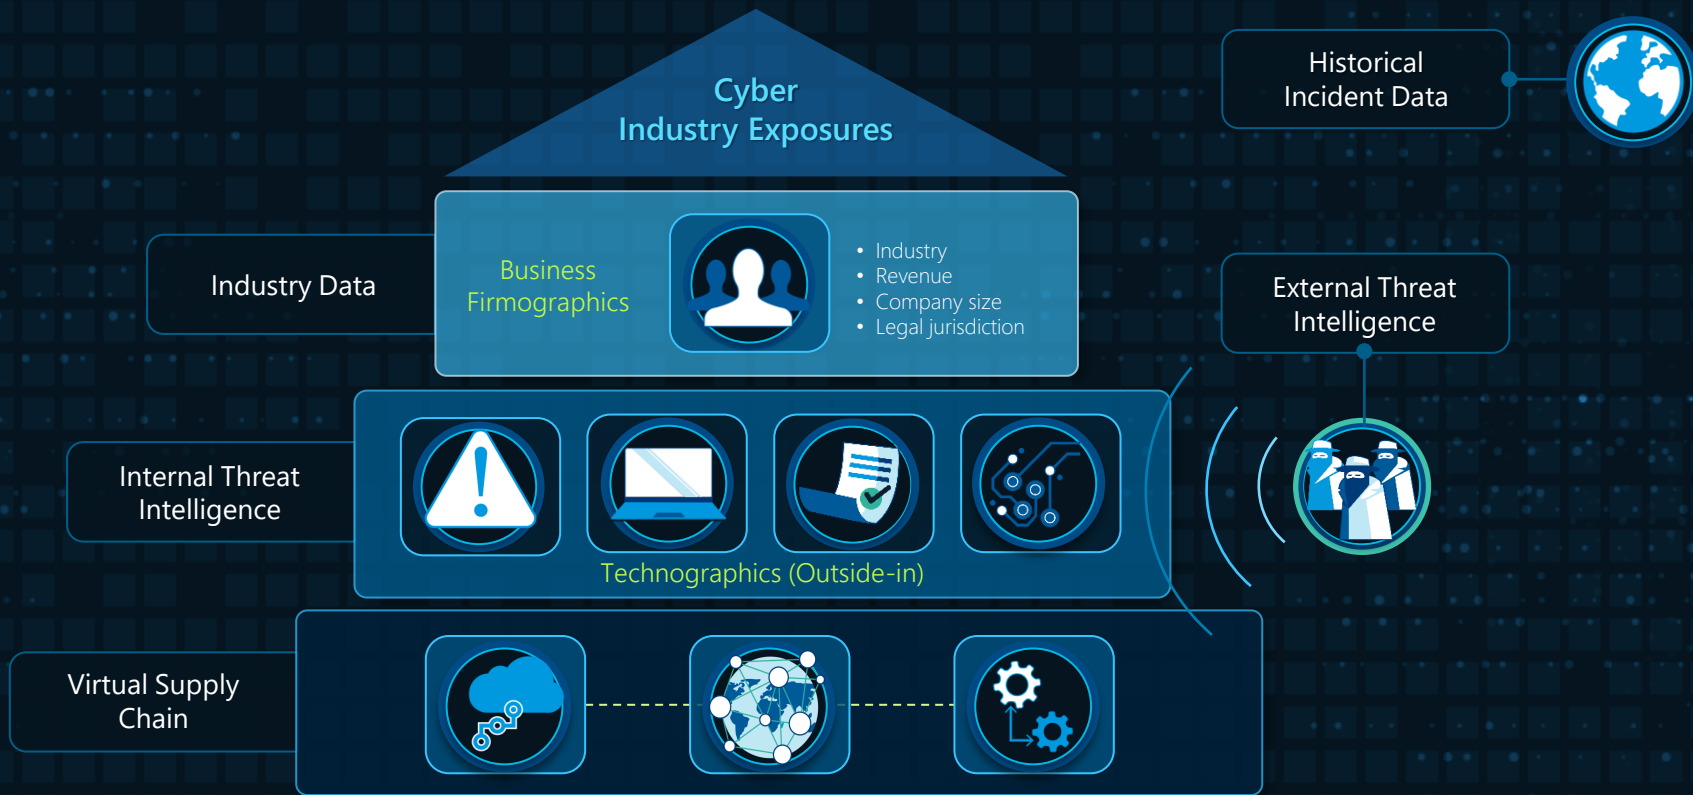 Cyber
Industry Exposures
Historical
Incident Data
Industry Data
Business
Firmographics
• Industry
• Revenue
• Company size
• Legal jurisdiction
External Threat
Intelligence
Internal Threat
Intelligence
Technographics (Outside-in)
Virtual Supply
Chain